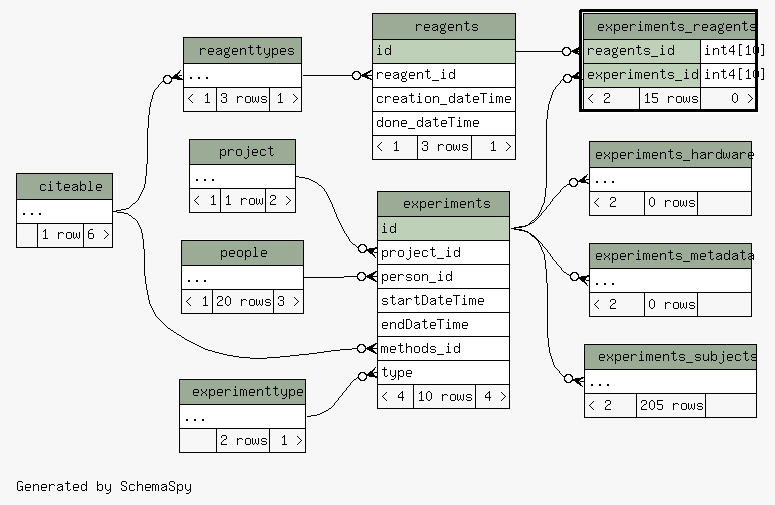 reagenttypes
...
< 1 3 rows 1 >
reagents
id
reagent_id
creation_dateTime
done_dateTime
< 1 3 rows 1 >
experiments_reagents
reagents_id int4[10]
experiments_id int4[10]
< 2 15 rows 0 >
project
...
< 1 1 row 2 >
experiments_hardware
...
< 2 0 rows
citeable
...
1 row 6 >
experiments
id
project_id
person_id
startDateTime
endDateTime
methods_id
type
< 4 10 rows 4 >
people
...
< 1 20 rows 3 >
experiments_metadata
...
< 2 0 rows
experimenttype
...
2 rows 1 >
experiments_subjects
...
< 2 205 rows
Generated by SchemaSpy